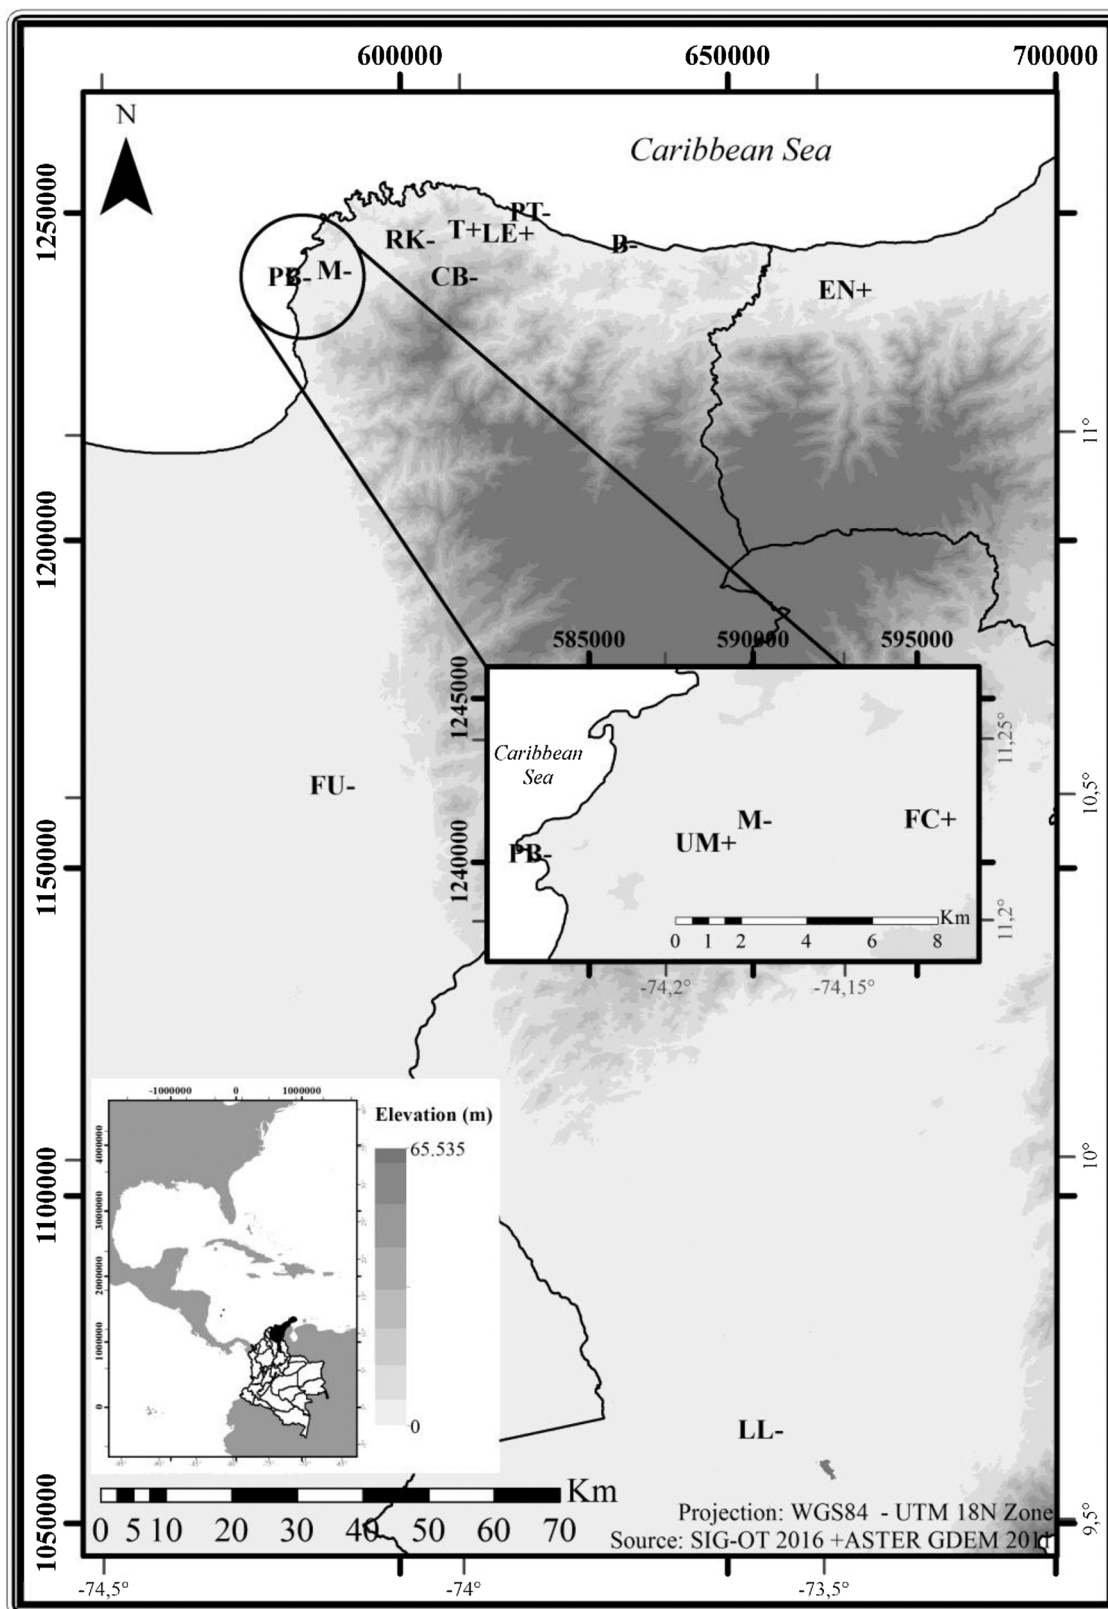 600000
650000
700000
N
Caribbean Sea
1250000
PT-
T+
LE+
RK-
B-
M-
PB-
CB-
EN+
11°
1200000
585000
590000
595000
1245000
11,25°
Caribbean
Sea
FU-
10,5°
M-
FC+
UM+
PB-
1240000
1150000
Km
0 1 2 4 6 8
11,2°
-74,2°
-74,15°
-1000000
0
1000000
Elevation (m)
65.535
4000000
3000000
2000000
1000000
0
0
10°
1100000
LL-
Km
0 5 10 20 30 40 50 60 70
Projection: WGS84 - UTM 18N Zone
Source: SIG-OT 2016 +ASTER GDEM
1050000
9,5°
-74,5°
-74°
-73,5°